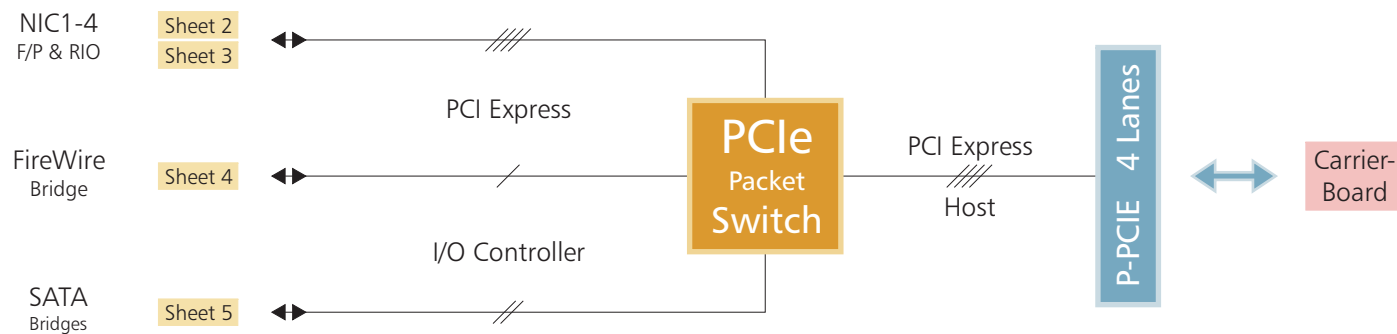 NIC1-4
F/P & RIO
Sheet 2
Sheet 3
PCI Express
FireWire
Bridge
Sheet 4
I/O Controller
SATA
Bridges
Sheet 5
PCIe
Packet
Switch
PCI Express
Host
P-PCIE 4 Lanes
Carrier-
Board